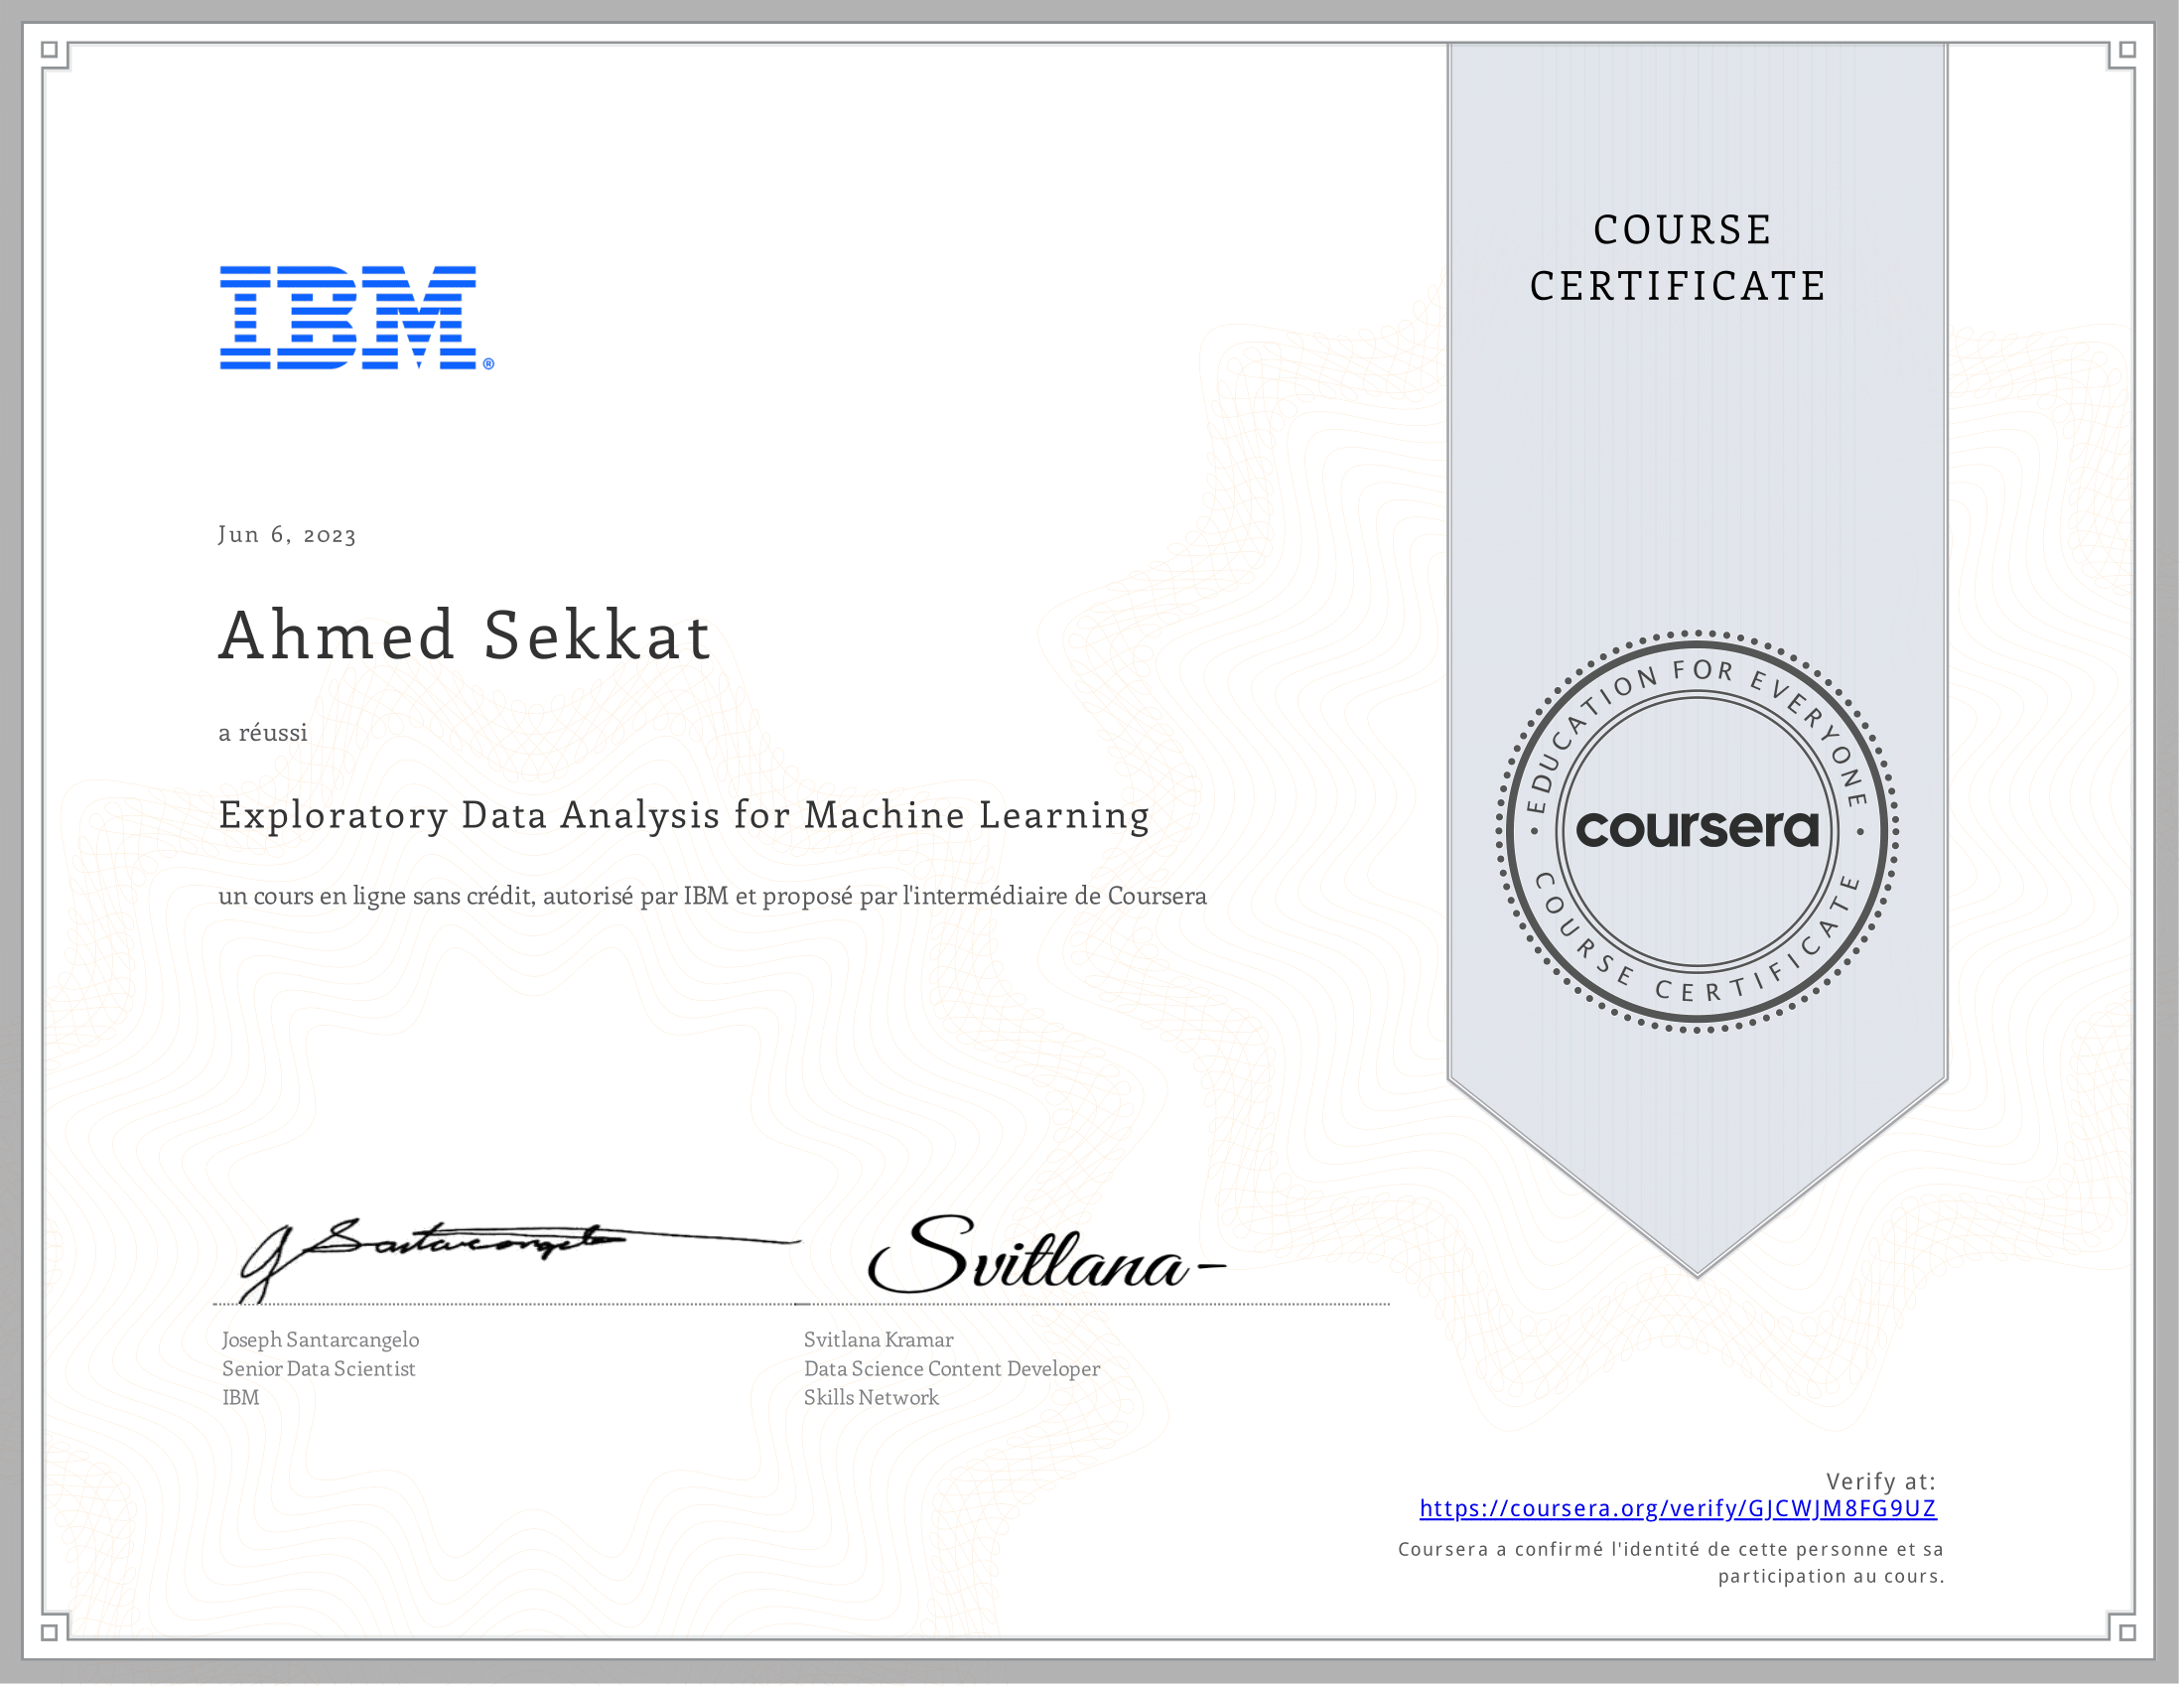 COURSE
CERTIFICATE
IBM®
Jun 6, 2023
Ahmed Sekkat
a réussi
Exploratory Data Analysis for Machine Learning
un cours en ligne sans crédit, autorisé par IBM et proposé par l'intermédiaire de Coursera
• EDUCATION FOR EVERYONE •
coursera
COURSE CERTIFICATE
J Santarcangelo
Svitlana-
Joseph Santarcangelo
Senior Data Scientist
IBM
Svitlana Kramar
Data Science Content Developer
Skills Network
Verify at:
https://coursera.org/verify/GJCWJM8FG9UZ
Coursera a confirmé l'identité de cette personne et sa
participation au cours.